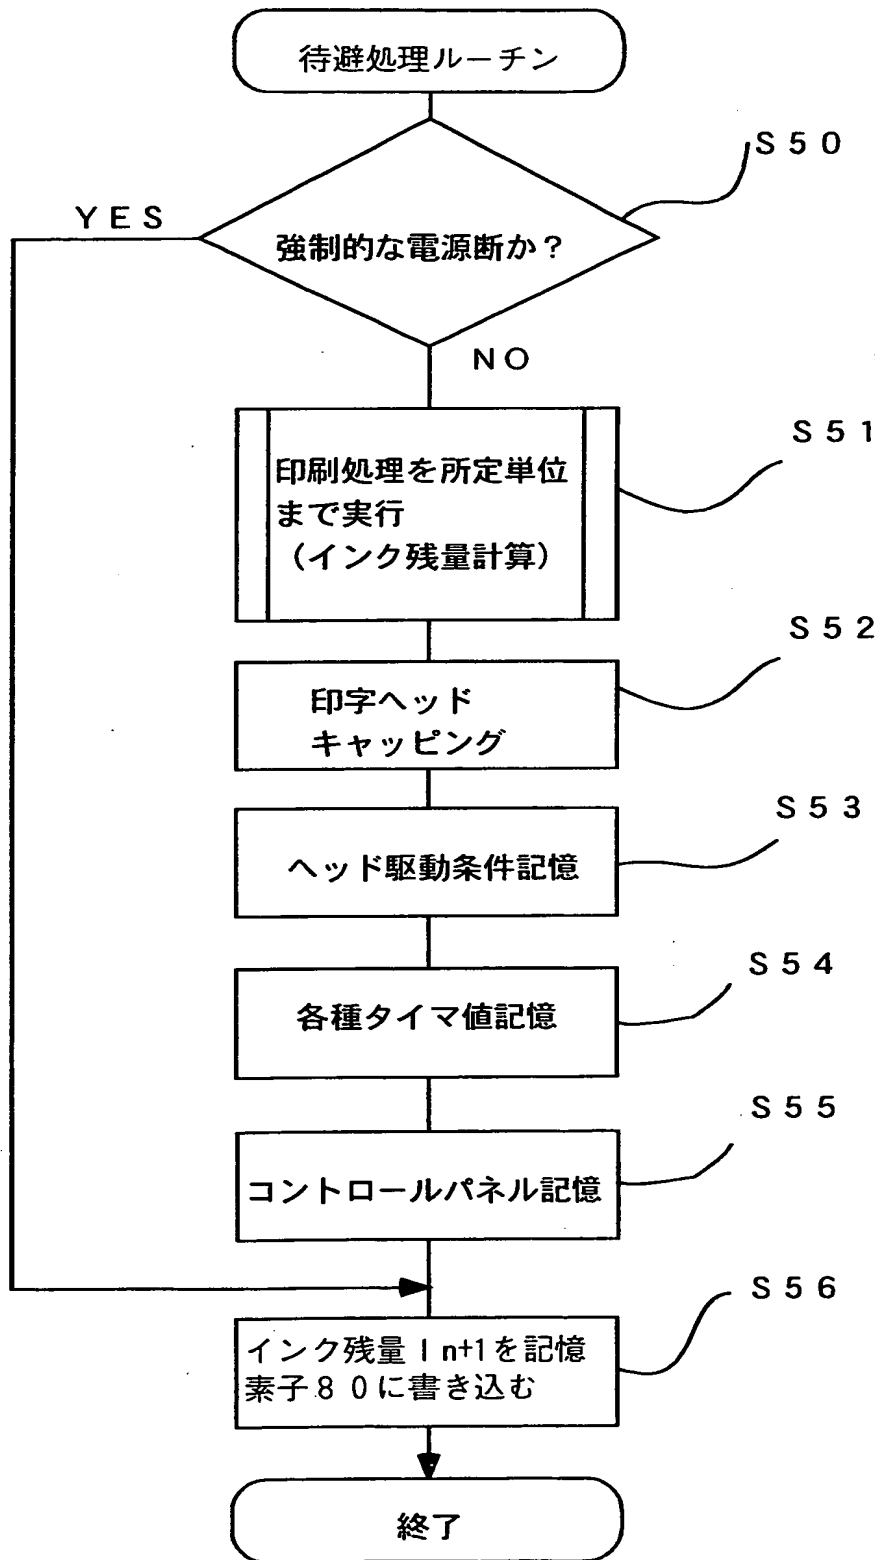 待避処理ルーチン
S50
YES
強制的な電源断か?
NO
S51
印刷処理を所定単位
まで実行
(インク残量計算)
S52
印字ヘッド
キャッピング
S53
ヘッド駆動条件記憶
S54
各種タイマ値記憶
S55
コントロールパネル記憶
S56
インク残量In+1を記憶
素子80に書き込む
終了